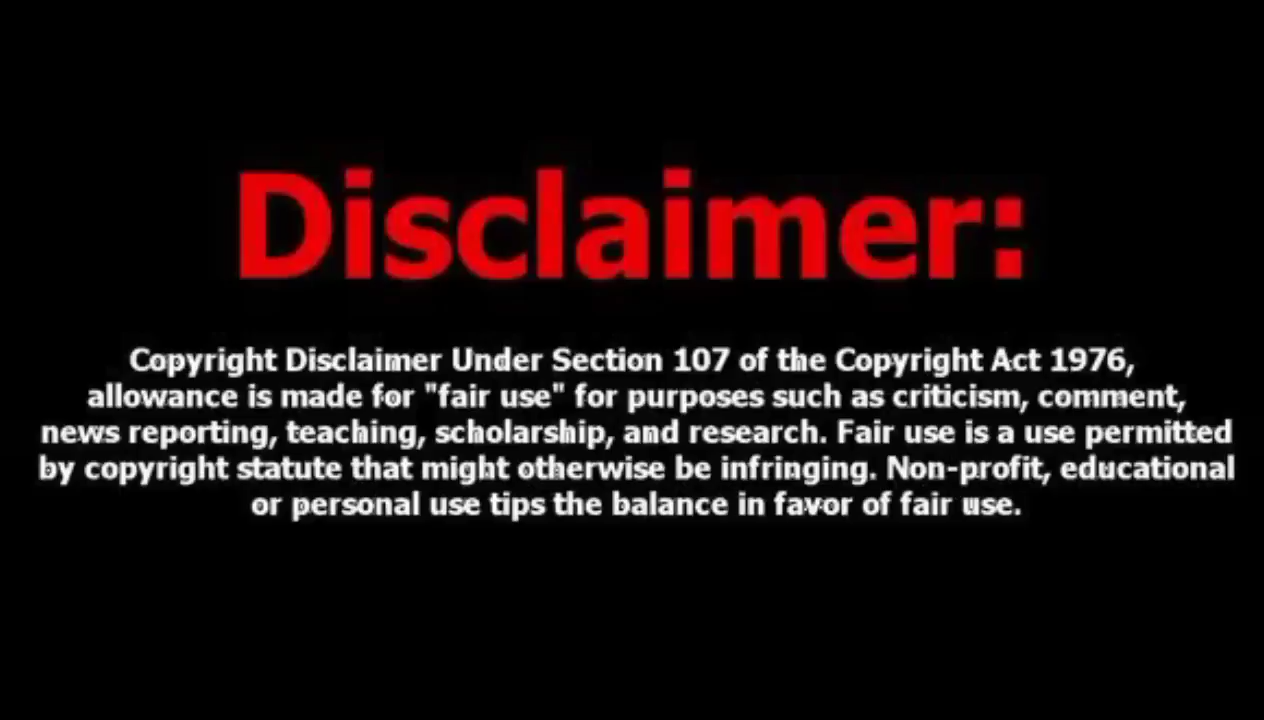 Disclaimer:
Copyright Disclaimer Under Section 107 of the Copyright Act 1976,
allowance is made for "fair use" for purposes such as criticism, comment,
news reporting, teaching, scholarship, and research. Fair use is a use permitted
by copyright statute that might otherwise be infringing. Non-profit, educational
or personal use tips the balance in favor of fair use.